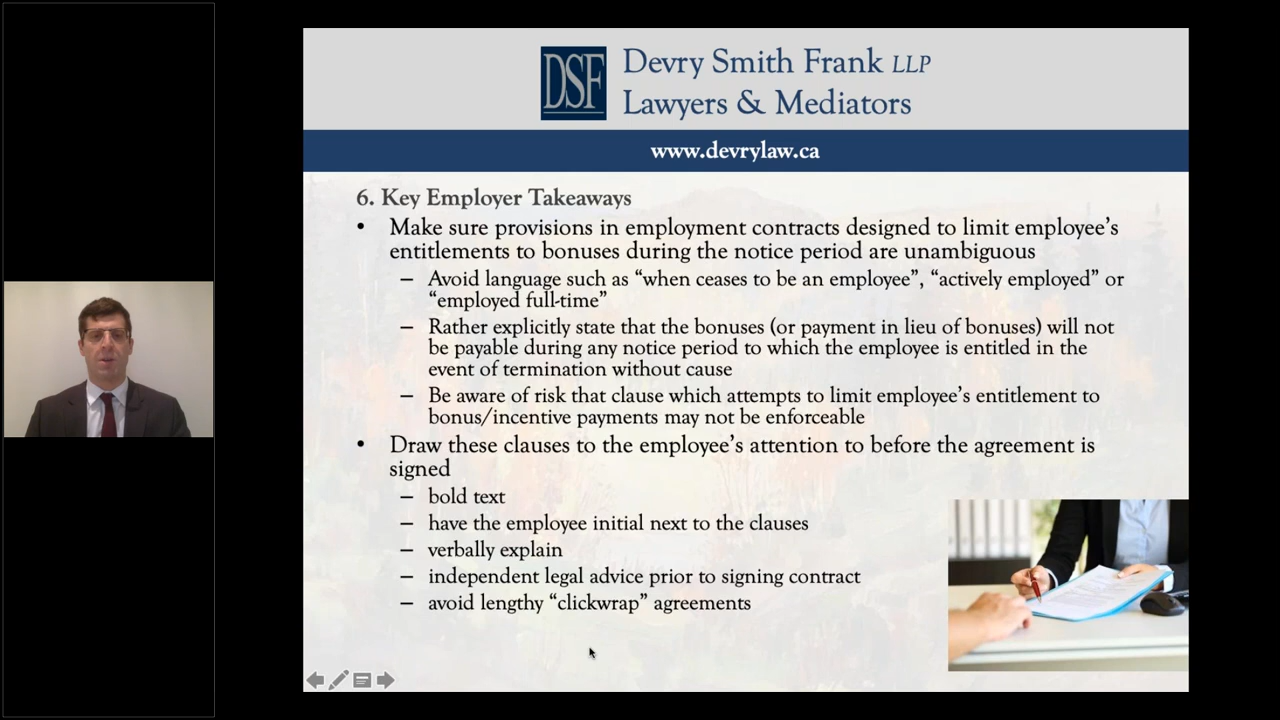 DSF
Devry Smith Frank LLP
Lawyers & Mediators
www.devrylaw.ca
6. Key Employer Takeaways
• Make sure provisions in employment contracts designed to limit employee's
entitlements to bonuses during the notice period are unambiguous
– Avoid language such as “when ceases to be an employee”, “actively employed” or
“employed full-time”
– Rather explicitly state that the bonuses (or payment in lieu of bonuses) will not
be payable during any notice period to which the employee is entitled in the
event of termination without cause
– Be aware of risk that clause which attempts to limit employee's entitlement to
bonus/incentive payments may not be enforceable
• Draw these clauses to the employee's attention to before the agreement is
signed
– bold text
– have the employee initial next to the clauses
– verbally explain
– independent legal advice prior to signing contract
– avoid lengthy “clickwrap” agreements